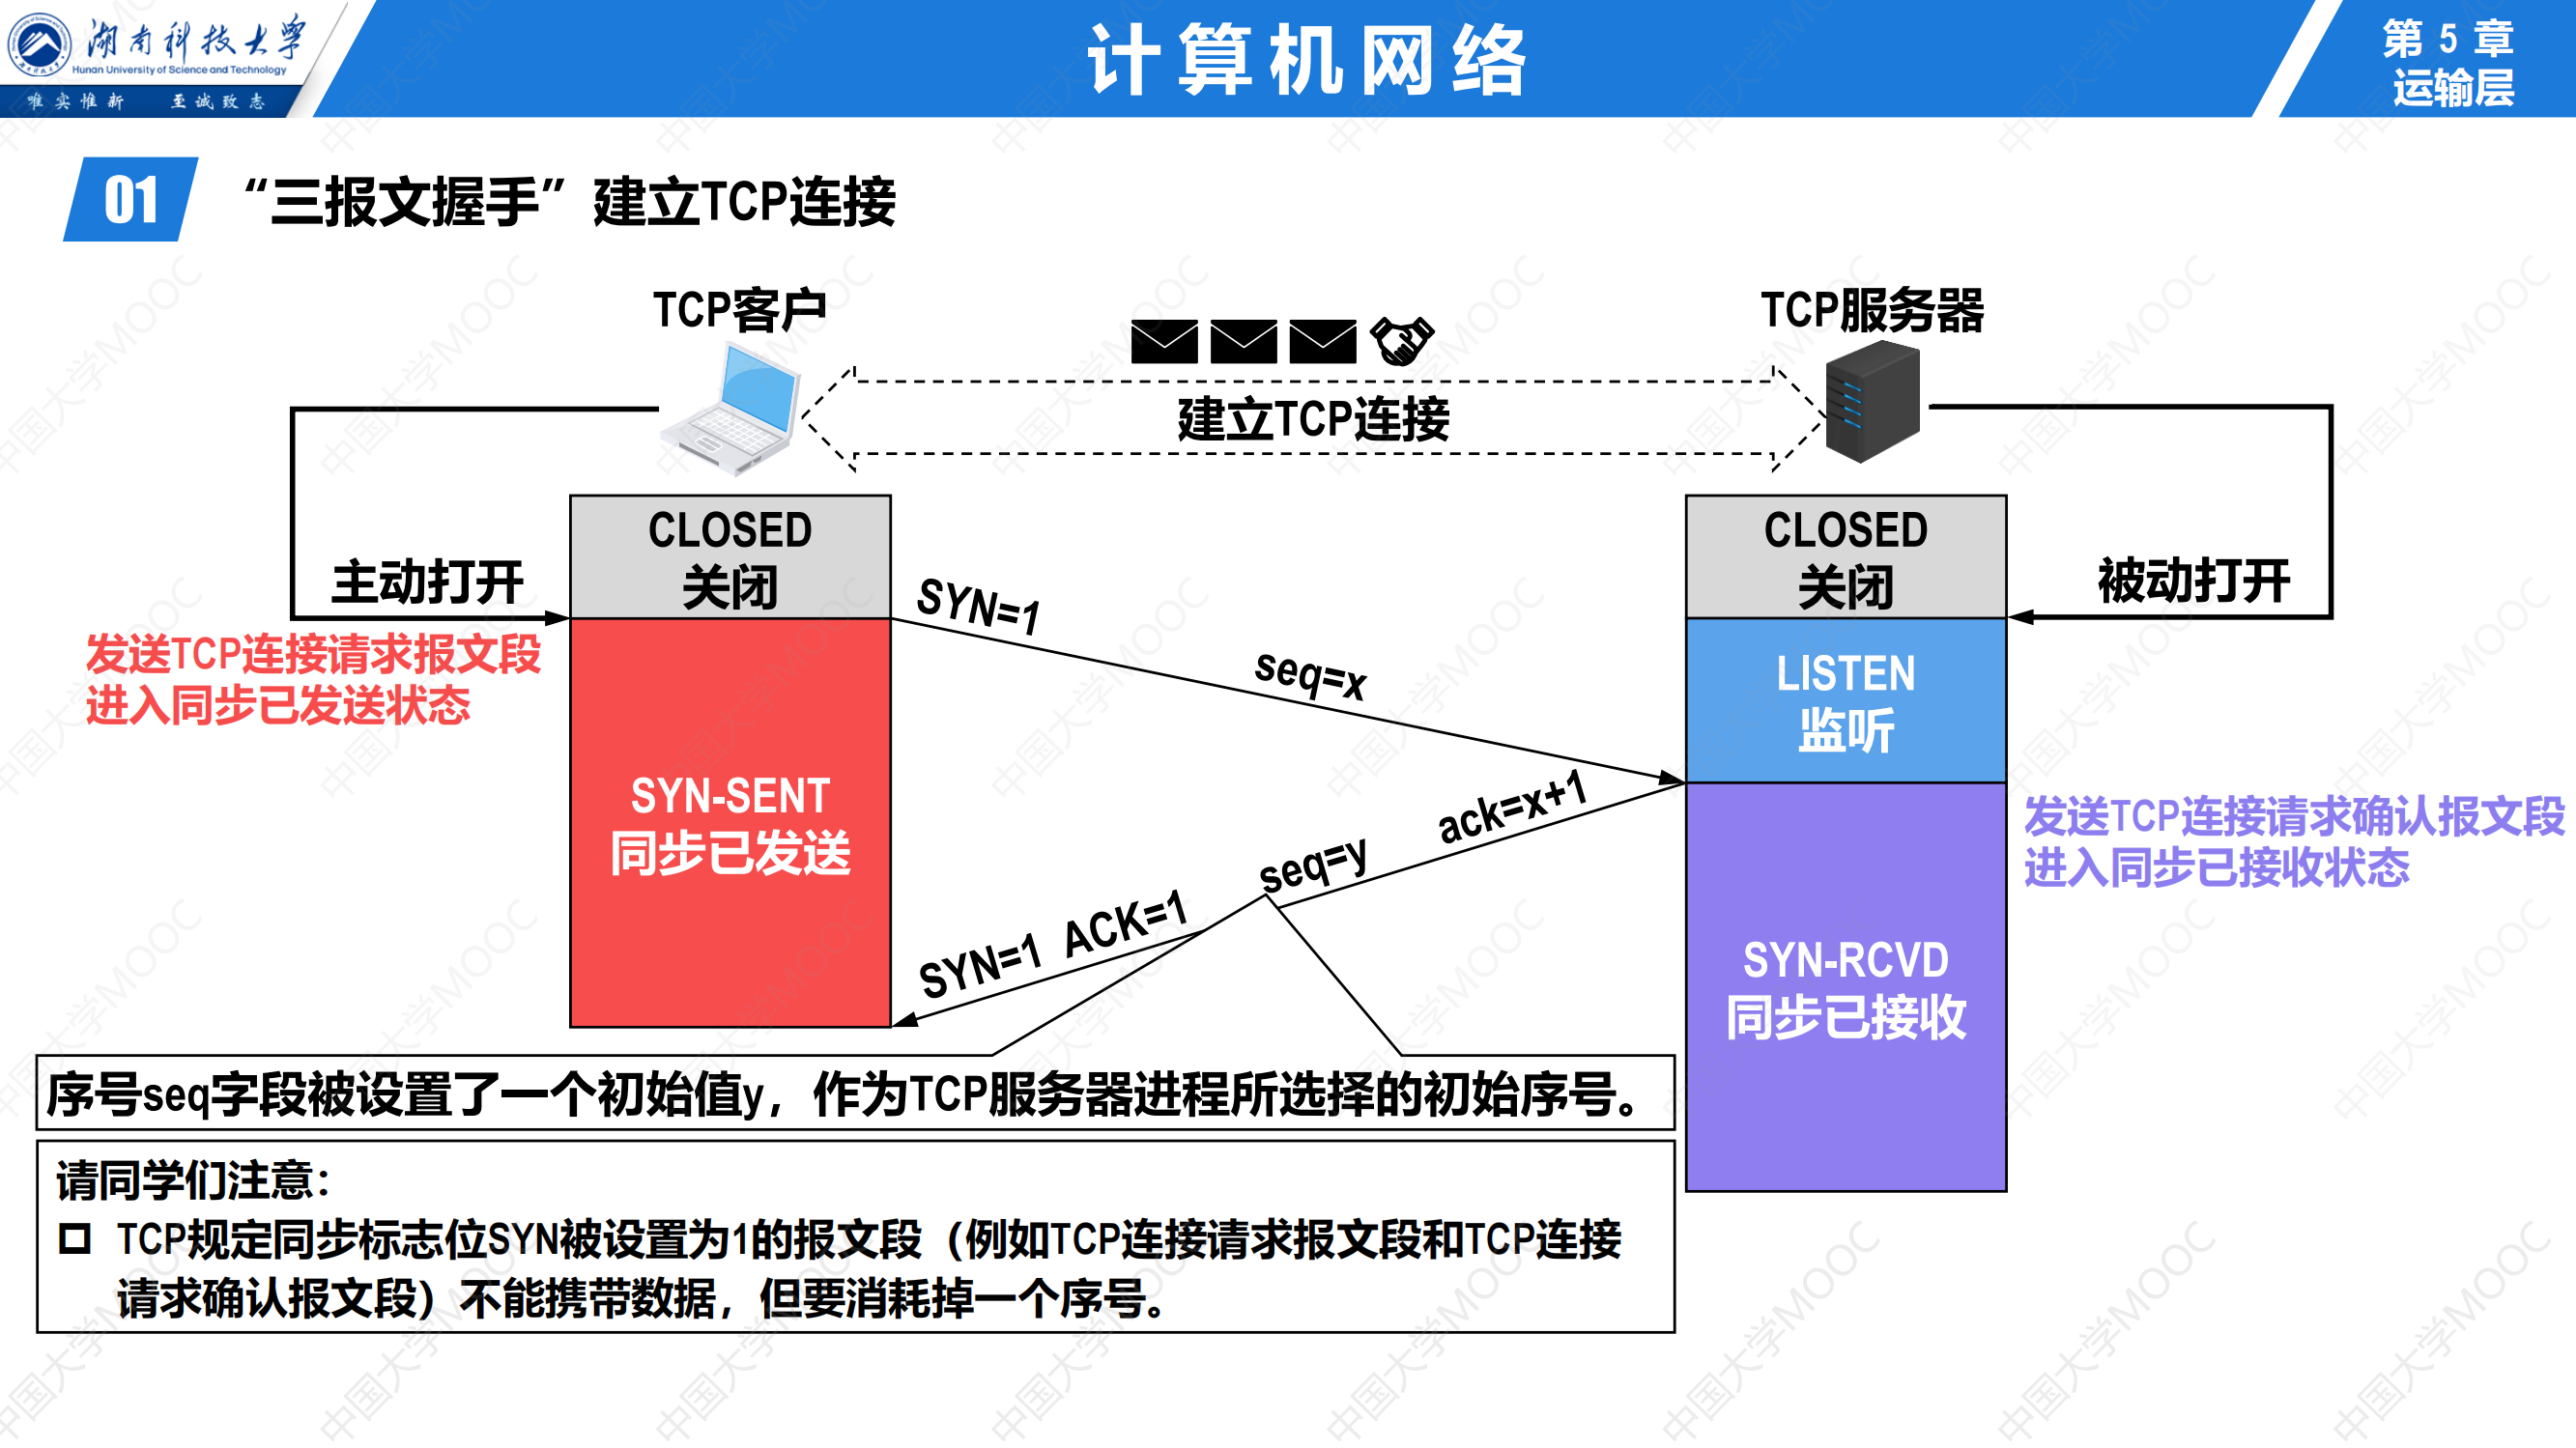 湖南科技大学
Hunan University of Science and Technology
唯实惟新 至诚致志
计算机网络
第 5 章
运输层
01
“三报文握手”建立TCP连接
TCP客户
TCP服务器
建立TCP连接
主动打开
CLOSED
关闭
CLOSED
关闭
被动打开
发送TCP连接请求报文段
进入同步已发送状态
SYN=1
seq=x
LISTEN
监听
SYN-SENT
同步已发送
SYN=1 ACK=1
seq=y
ack=x+1
发送TCP连接请求确认报文段
进入同步已接收状态
SYN-RCVD
同步已接收
序号seq字段被设置了一个初始值y，作为TCP服务器进程所选择的初始序号。
请同学们注意：
TCP规定同步标志位SYN被设置为1的报文段（例如TCP连接请求报文段和TCP连接
请求确认报文段）不能携带数据，但要消耗掉一个序号。
中国大学MOOC